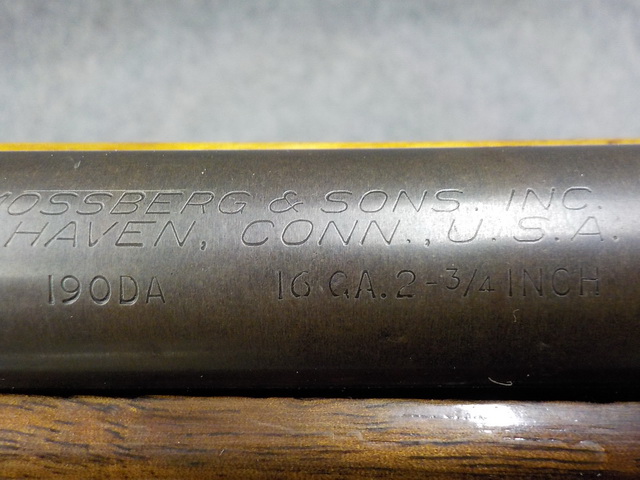 MOSSBERG & SONS. INC.
HAVEN, CONN., U.S.A.
190DA 16 GA. 2-3/4 INCH